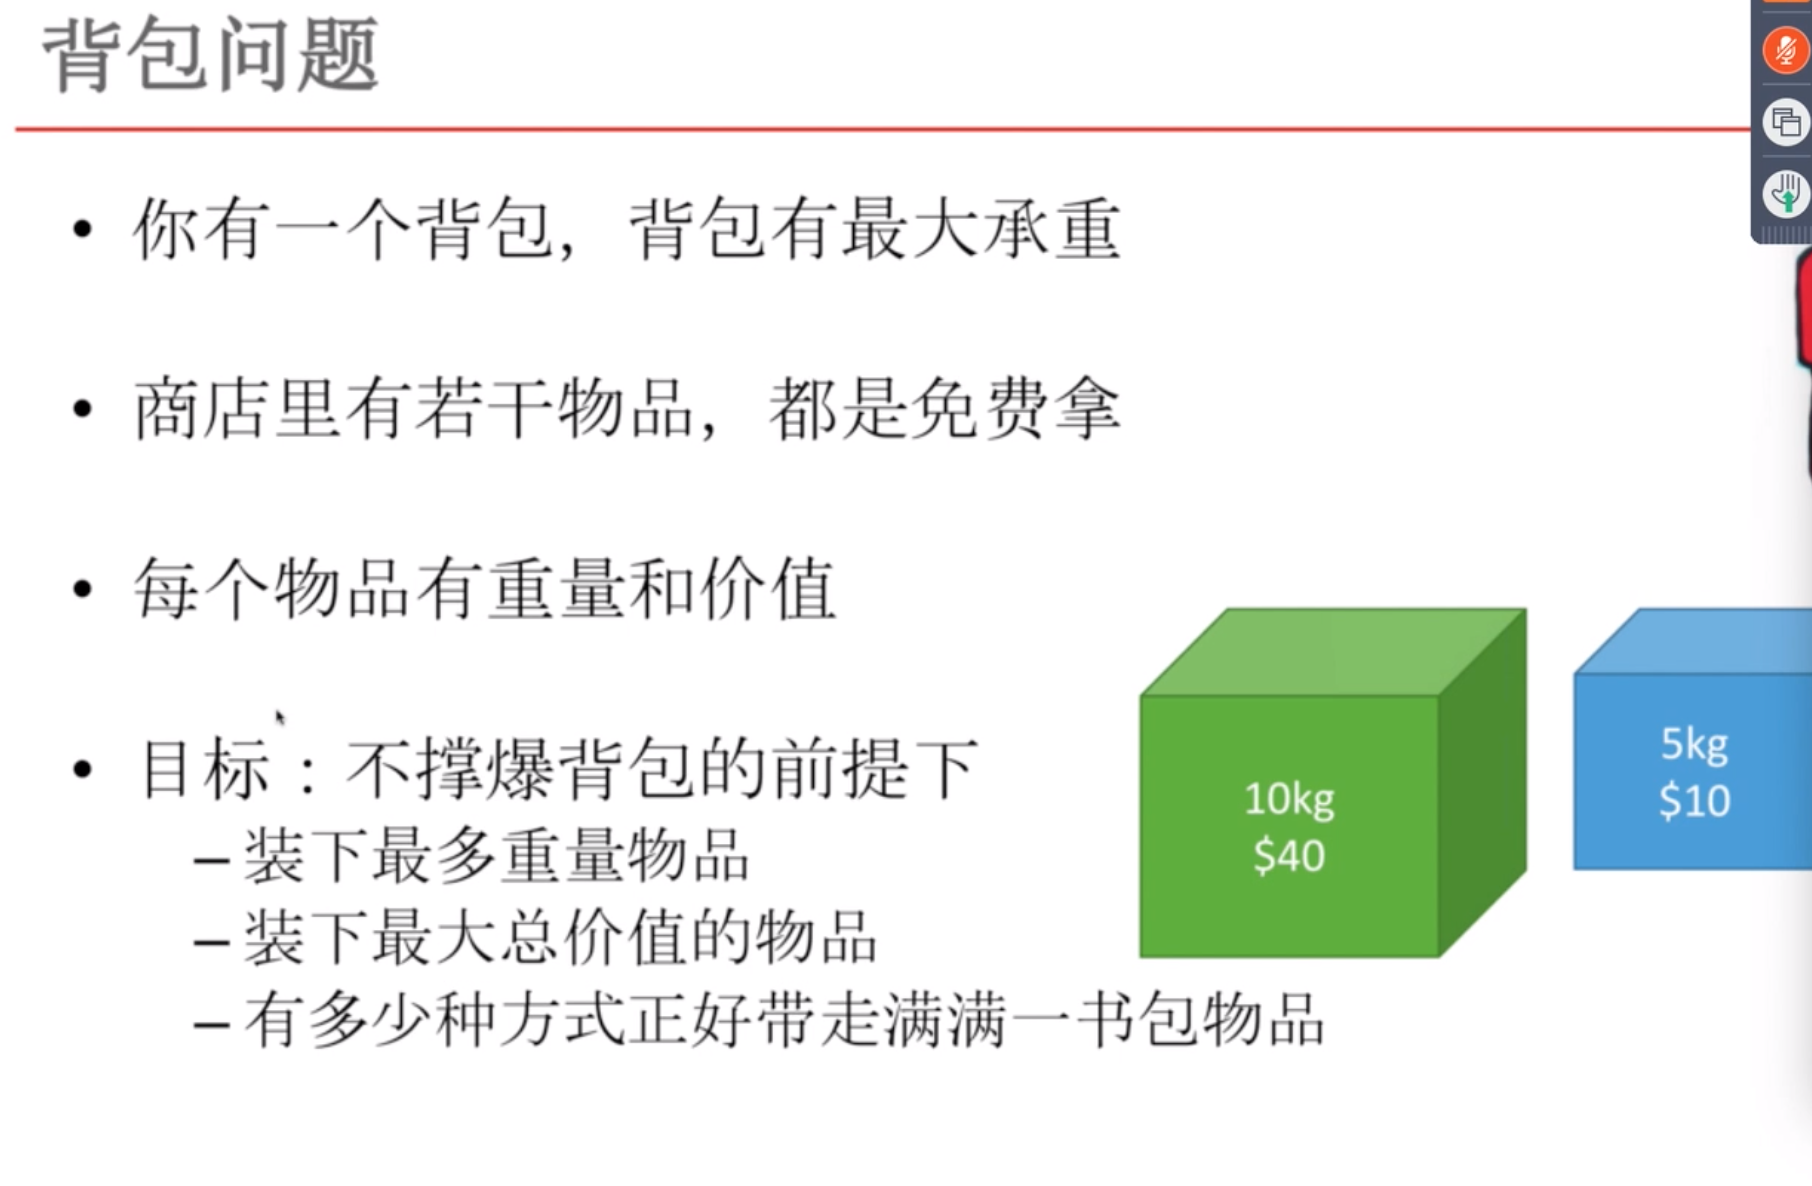 背包问题
• 你有一个背包，背包有最大承重
• 商店里有若干物品，都是免费拿
• 每个物品有重量和价值
• 目标：不撑爆背包的前提下
– 装下最多重量物品
– 装下最大总价值的物品
– 有多少种方式正好带走满满一书包物品
10kg
$40
5kg
$10